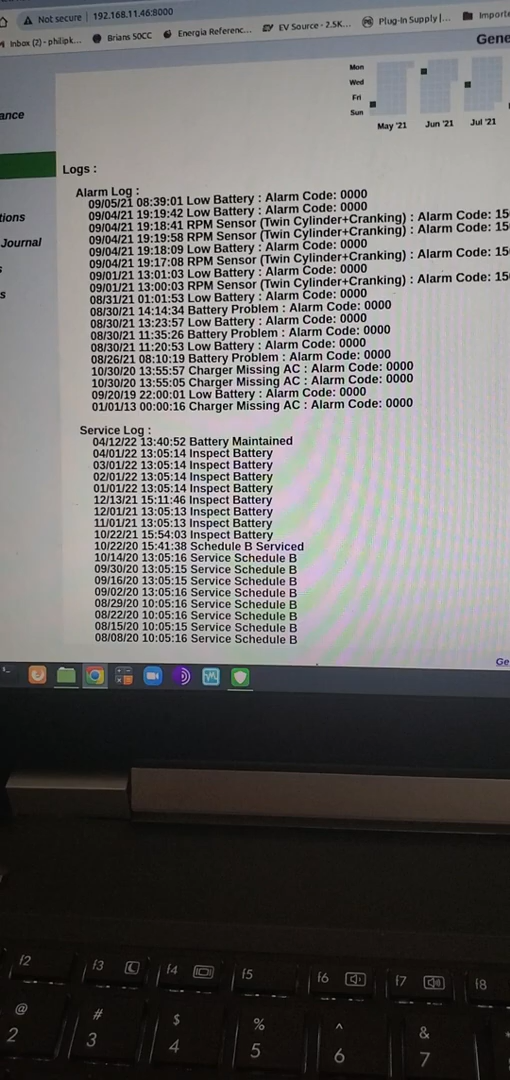 Not secure | 192.168.11.46:8000
Inbox (2) - philipk...
Brians 50CC
Energia Referenc...
EV Source - 2.5K...
Plug-In Supply |...
Importe
Gene
Mon
Wed
Fri
Sun
May '21
Jun '21
Jul '21
ance
tions
Journal
s
s
Logs :
Alarm Log :
09/05/21 08:39:01 Low Battery : Alarm Code: 0000
09/04/21 19:19:42 Low Battery : Alarm Code: 0000
09/04/21 19:18:41 RPM Sensor (Twin Cylinder+Cranking) : Alarm Code: 15
09/04/21 19:19:58 RPM Sensor (Twin Cylinder+Cranking) : Alarm Code: 15
09/04/21 19:18:09 Low Battery : Alarm Code: 0000
09/04/21 19:17:08 RPM Sensor (Twin Cylinder+Cranking) : Alarm Code: 15
09/01/21 13:01:03 Low Battery : Alarm Code: 0000
09/01/21 13:00:03 RPM Sensor (Twin Cylinder+Cranking) : Alarm Code: 15
08/31/21 01:01:53 Low Battery : Alarm Code: 0000
08/30/21 14:14:34 Battery Problem : Alarm Code: 0000
08/30/21 13:23:57 Low Battery : Alarm Code: 0000
08/30/21 11:35:26 Battery Problem : Alarm Code: 0000
08/30/21 11:20:53 Low Battery : Alarm Code: 0000
08/26/21 08:10:19 Battery Problem : Alarm Code: 0000
10/30/20 13:55:57 Charger Missing AC : Alarm Code: 0000
10/30/20 13:55:05 Charger Missing AC : Alarm Code: 0000
09/20/19 22:00:01 Low Battery : Alarm Code: 0000
01/01/13 00:00:16 Charger Missing AC : Alarm Code: 0000
Service Log :
04/12/22 13:40:52 Battery Maintained
04/01/22 13:05:14 Inspect Battery
03/01/22 13:05:14 Inspect Battery
02/01/22 13:05:14 Inspect Battery
01/01/22 13:05:14 Inspect Battery
12/13/21 15:11:46 Inspect Battery
12/01/21 13:05:13 Inspect Battery
11/01/21 13:05:13 Inspect Battery
10/22/21 15:54:03 Inspect Battery
10/22/20 15:41:38 Schedule B Serviced
10/14/20 13:05:16 Service Schedule B
09/30/20 13:05:15 Service Schedule B
09/16/20 13:05:15 Service Schedule B
09/02/20 13:05:16 Service Schedule B
08/29/20 10:05:16 Service Schedule B
08/22/20 10:05:16 Service Schedule B
08/15/20 10:05:15 Service Schedule B
08/08/20 10:05:16 Service Schedule B
Ge
f2 f3 f4 f5 f6 f7 f8
@ # $ % ^ &
2 3 4 5 6 7